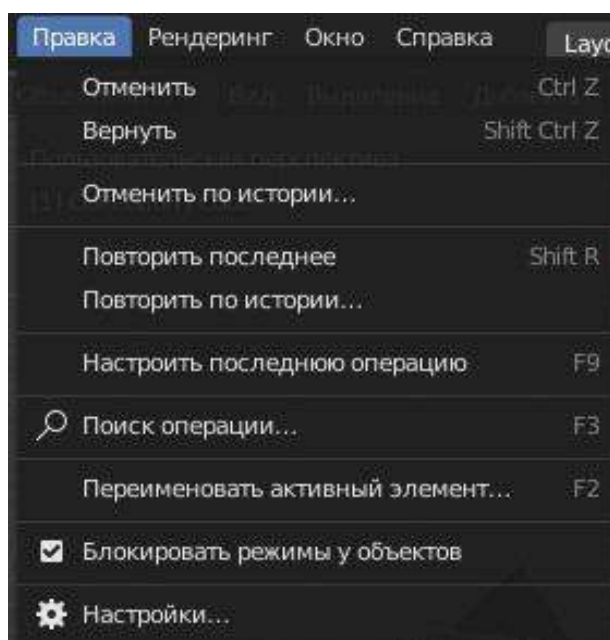 Правка Рендеринг Окно Справка Layo
Отменить Ctrl Z
Вернуть Shift Ctrl Z
Отменить по истории...
Повторить последнее Shift R
Повторить по истории...
Настроить последнюю операцию F9
Поиск операции... F3
Переименовать активный элемент... F2
Блокировать режимы у объектов
Настройки...